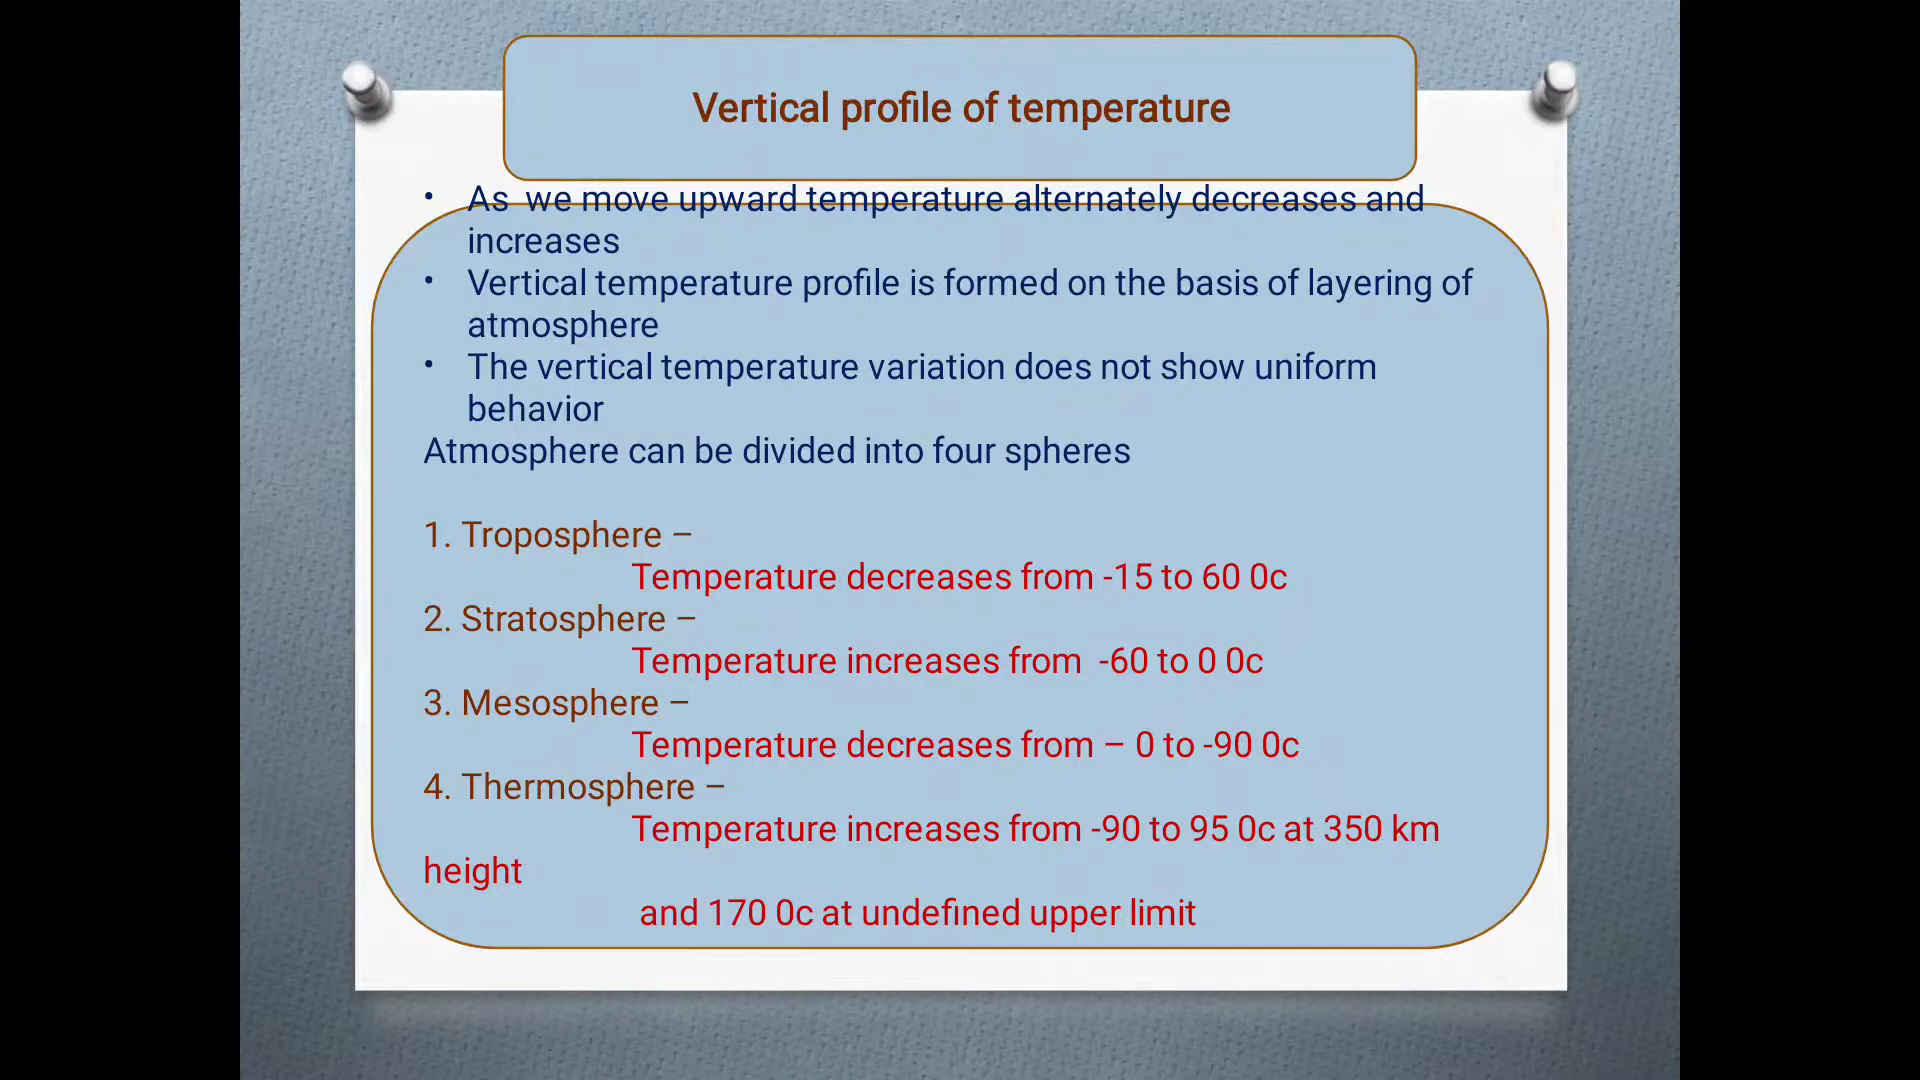 Vertical profile of temperature
• As we move upward temperature alternately decreases and
increases
• Vertical temperature profile is formed on the basis of layering of
atmosphere
• The vertical temperature variation does not show uniform
behavior
Atmosphere can be divided into four spheres
1. Troposphere –
Temperature decreases from -15 to 60 0c
2. Stratosphere –
Temperature increases from -60 to 0 0c
3. Mesosphere –
Temperature decreases from – 0 to -90 0c
4. Thermosphere –
Temperature increases from -90 to 95 0c at 350 km
height
and 170 0c at undefined upper limit